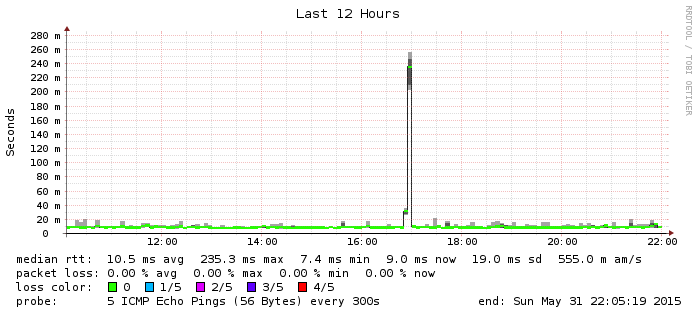 Last 12 Hours
RRDTOOL / TOBI OETIKER
Seconds
280 m
260 m
240 m
220 m
200 m
180 m
160 m
140 m
120 m
100 m
80 m
60 m
40 m
20 m
0
12:00 14:00 16:00 18:00 20:00 22:00
median rtt: 10.5 ms avg 235.3 ms max 7.4 ms min 9.0 ms now 19.0 ms sd 555.0 m am/s
packet loss: 0.00 % avg 0.00 % max 0.00 % min 0.00 % now
loss color: 0 1/5 2/5 3/5 4/5
probe: 5 ICMP Echo Pings (56 Bytes) every 300s end: Sun May 31 22:05:19 2015